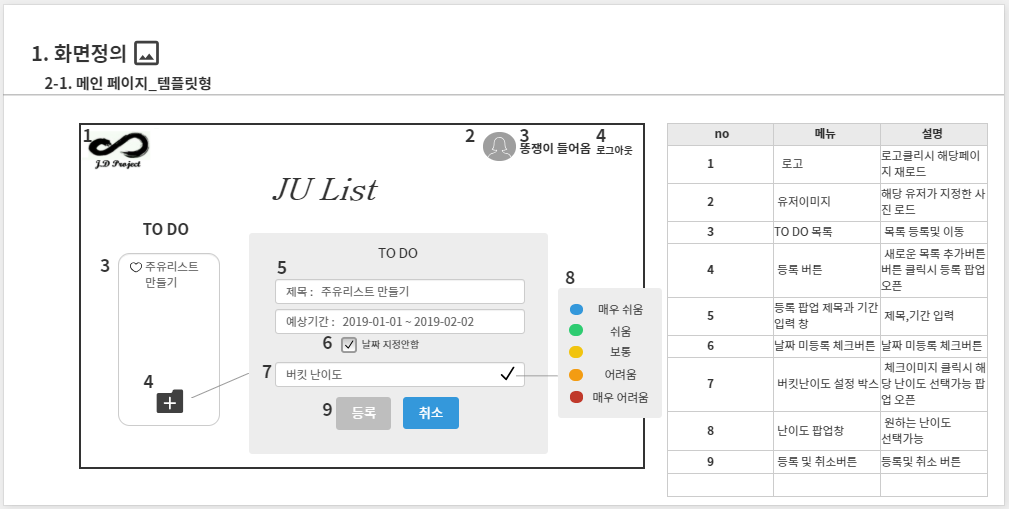 1. 화면정의
2-1. 메인 페이지_템플릿형
1
J.D Project
2
3
똥쟁이 들어옴
4
로그아웃
JU List
TO DO
3
주유리스트
만들기
4
TO DO
5
제목 : 주유리스트 만들기
예상기간 : 2019-01-01 ~ 2019-02-02
6
날짜 지정안함
7
버킷 난이도
9
등록
취소
8
매우 쉬움
쉬움
보통
어려움
매우 어려움
no 메뉴 설명
1 로고 로고클리시 해당페이
지 재로드
2 유저이미지 해당 유저가 지정한 사
진 로드
3 TO DO 목록 목록 등록및 이동
4 등록 버튼 새로운 목록 추가버튼
버튼 클릭시 등록 팝업
오픈
5 등록 팝업 제목과 기간
입력 창 제목,기간 입력
6 날짜 미등록 체크버튼 날짜 미등록 체크버튼
7 버킷난이도 설정 박스 체크이미지 클릭시 해
당 난이도 선택가능 팝
업 오픈
8 난이도 팝업창 원하는 난이도
선택가능
9 등록 및 취소버튼 등록및 취소 버튼